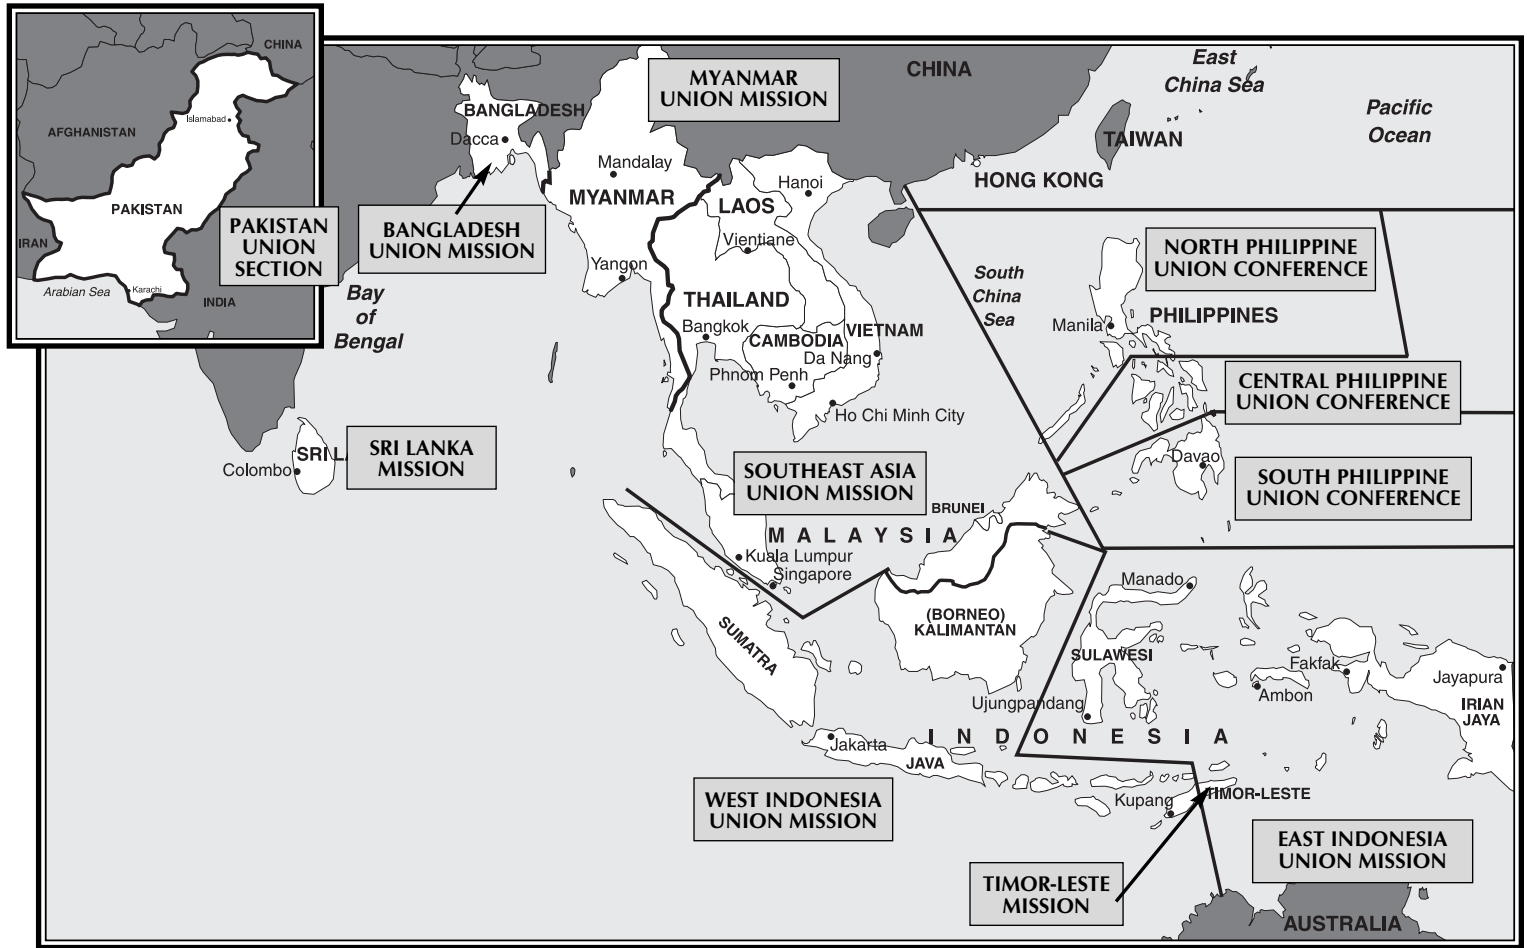 CHINA
AFGHANISTAN
Islamabad
PAKISTAN
IRAN
Arabian Sea
Karachi
INDIA
PAKISTAN
UNION
SECTION
BANGLADESH
Dacca
BANGLADESH
UNION MISSION
Bay
of
Bengal
MYANMAR
UNION MISSION
Mandalay
MYANMAR
Yangon
CHINA
East
China Sea
Pacific
Ocean
TAIWAN
HONG KONG
Hanoi
LAOS
Vientiane
THAILAND
Bangkok
CAMBODIA
VIETNAM
Da Nang
Phnom Penh
Ho Chi Minh City
South
China
Sea
NORTH PHILIPPINE
UNION CONFERENCE
Manila
PHILIPPINES
CENTRAL PHILIPPINE
UNION CONFERENCE
Davao
SOUTH PHILIPPINE
UNION CONFERENCE
Colombo
SRI
SRI LANKA
MISSION
SOUTHEAST ASIA
UNION MISSION
BRUNEI
MALAYSIA
Kuala Lumpur
Singapore
(BORNEO)
KALIMANTAN
SUMATRA
Manado
SULAWESI
Ujungpandang
Fakfak
Ambon
Jayapura
IRIAN
JAYA
INDONESIA
Jakarta
JAVA
WEST INDONESIA
UNION MISSION
Kupang
TIMOR-LESTE
TIMOR-LESTE
MISSION
EAST INDONESIA
UNION MISSION
AUSTRALIA